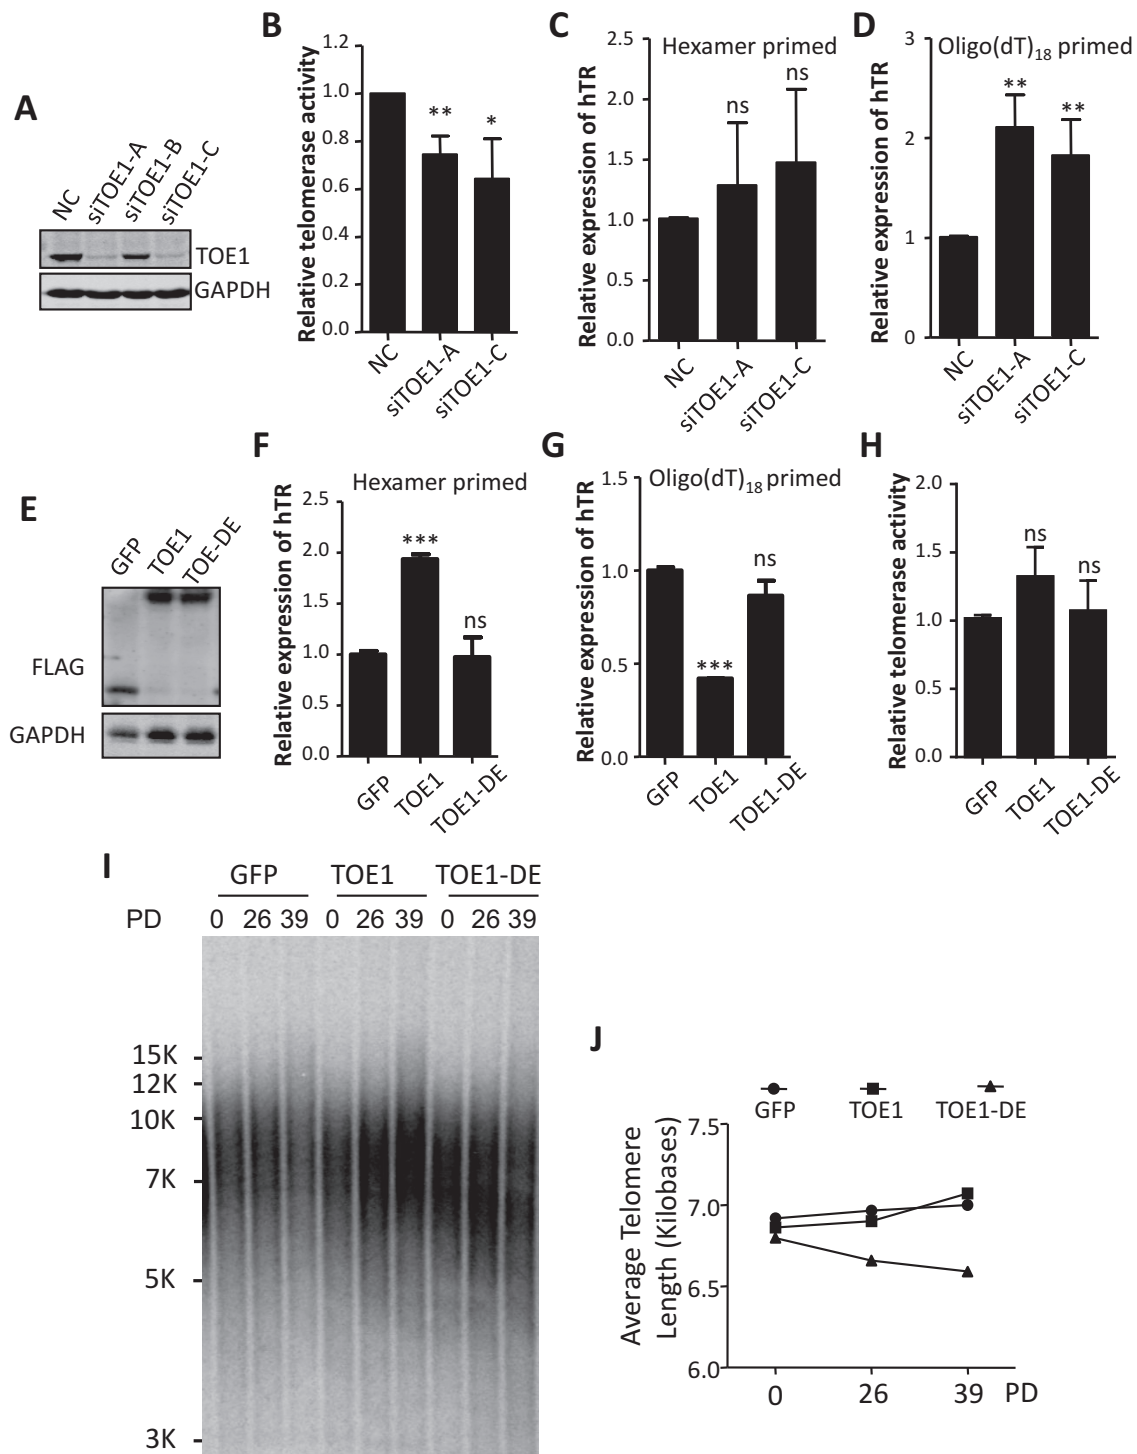 A
NC
siTOE1-A
siTOE1-B
siTOE1-C
TOE1
GAPDH
B
Relative telomerase activity
1.2
1.0
0.8
0.6
0.4
0.2
0.0
**
*
NC
siTOE1-A
siTOE1-C
C
Relative expression of hTR
Hexamer primed
2.5
2.0
1.5
1.0
0.5
0.0
ns
ns
NC
siTOE1-A
siTOE1-C
D
Relative expression of hTR
Oligo(dT)18 primed
3
2
1
0
**
**
NC
siTOE1-A
siTOE1-C
E
GFP
TOE1
TOE-DE
FLAG
GAPDH
F
Relative expression of hTR
Hexamer primed
2.5
2.0
1.5
1.0
0.5
0.0
***
ns
GFP
TOE1
TOE1-DE
G
Relative expression of hTR
Oligo(dT)18 primed
1.5
1.0
0.5
0.0
***
ns
GFP
TOE1
TOE1-DE
H
Relative telomerase activity
2.0
1.5
1.0
0.5
0.0
ns
ns
GFP
TOE1
TOE1-DE
I
GFP TOE1 TOE1-DE
PD 0 26 39 0 26 39 0 26 39
15K
12K
10K
7K
5K
3K
J
GFP TOE1 TOE1-DE
Average Telomere
Length (Kilobases)
7.5
7.0
6.5
6.0
0 26 39 PD